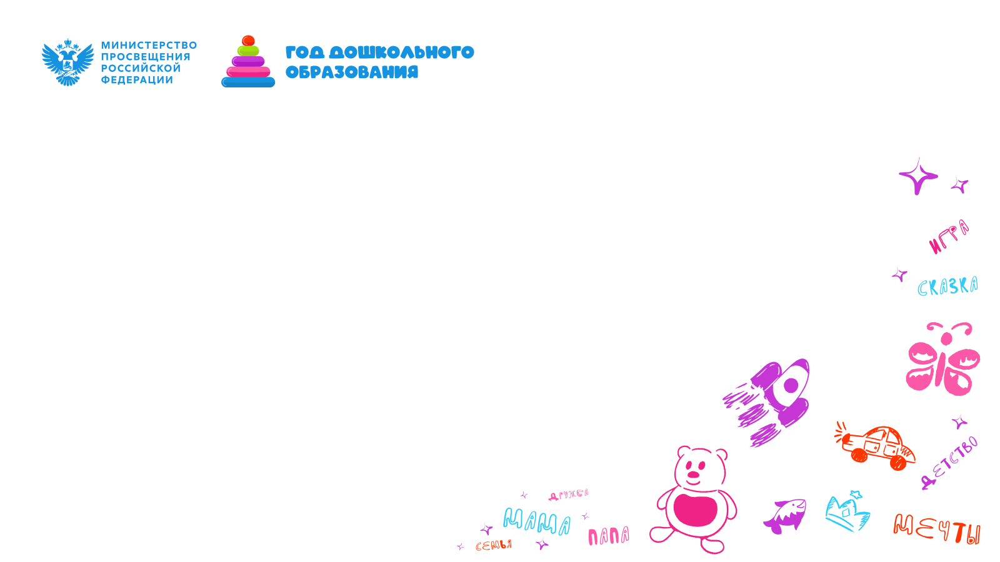 МИНИСТЕРСТВО
ПРОСВЕЩЕНИЯ
РОССИЙСКОЙ
ФЕДЕРАЦИИ
ГОД ДОШКОЛЬНОГО
ОБРАЗОВАНИЯ
ИГРА
СКАЗКА
ДЕТСТВО
ДРУЖБА
МАМА
ПАПА
СЕМЬЯ
МЕЧТЫ